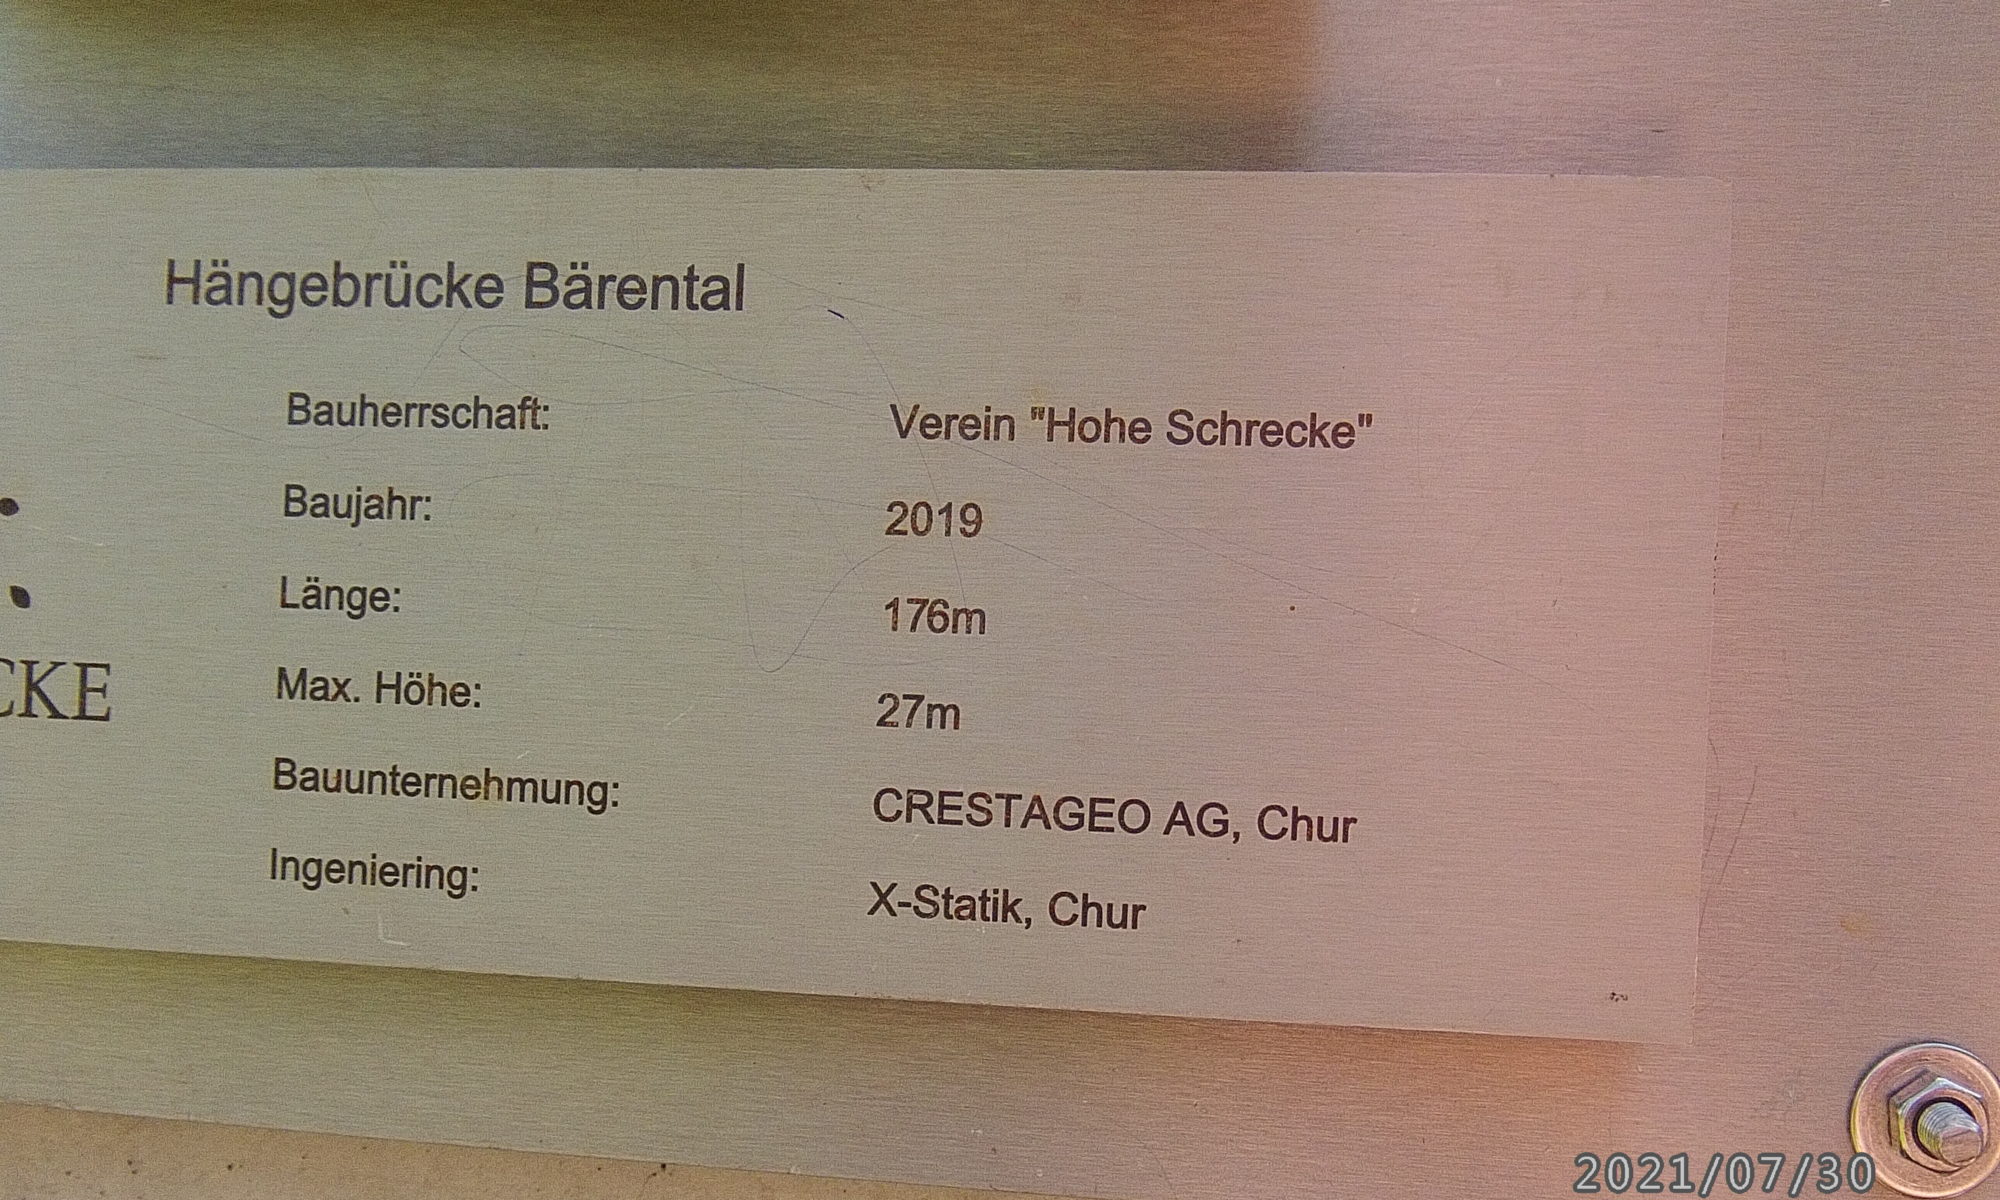 Hängebrücke Bärental
Bauherrschaft: Verein "Hohe Schrecke"
Baujahr: 2019
Länge: 176m
Max. Höhe: 27m
CKE
Bauunternehmung: CRESTAGEO AG, Chur
Ingeniering: X-Statik, Chur
2021/07/30